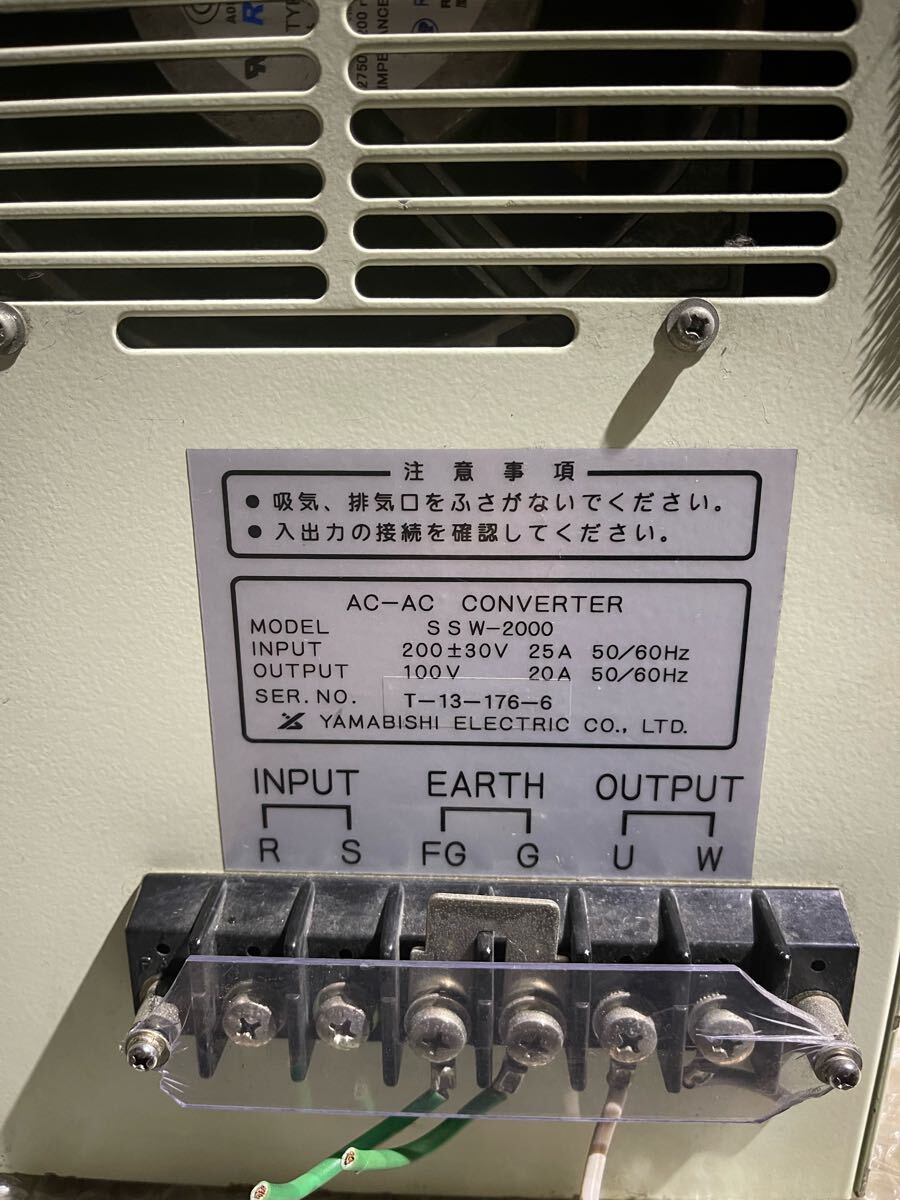 注意事項
● 吸気、排気口をふさがないでください。
● 入出力の接続を確認してください。
AC-AC CONVERTER
MODEL SSW-2000
INPUT 200±30V 25A 50/60Hz
OUTPUT 100V 20A 50/60Hz
SER. NO. T-13-176-6
YAMABISHI ELECTRIC CO., LTD.
INPUT EARTH OUTPUT
R S FG G U W